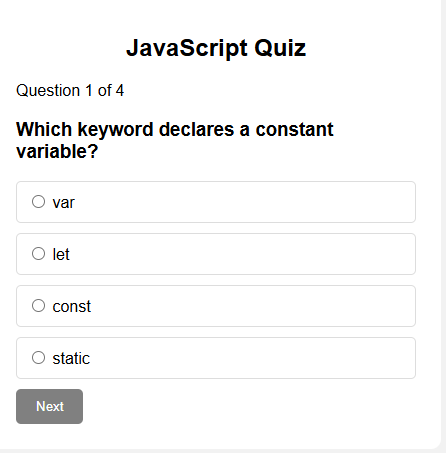 JavaScript Quiz
Question 1 of 4
Which keyword declares a constant
variable?
var
let
const
static
Next